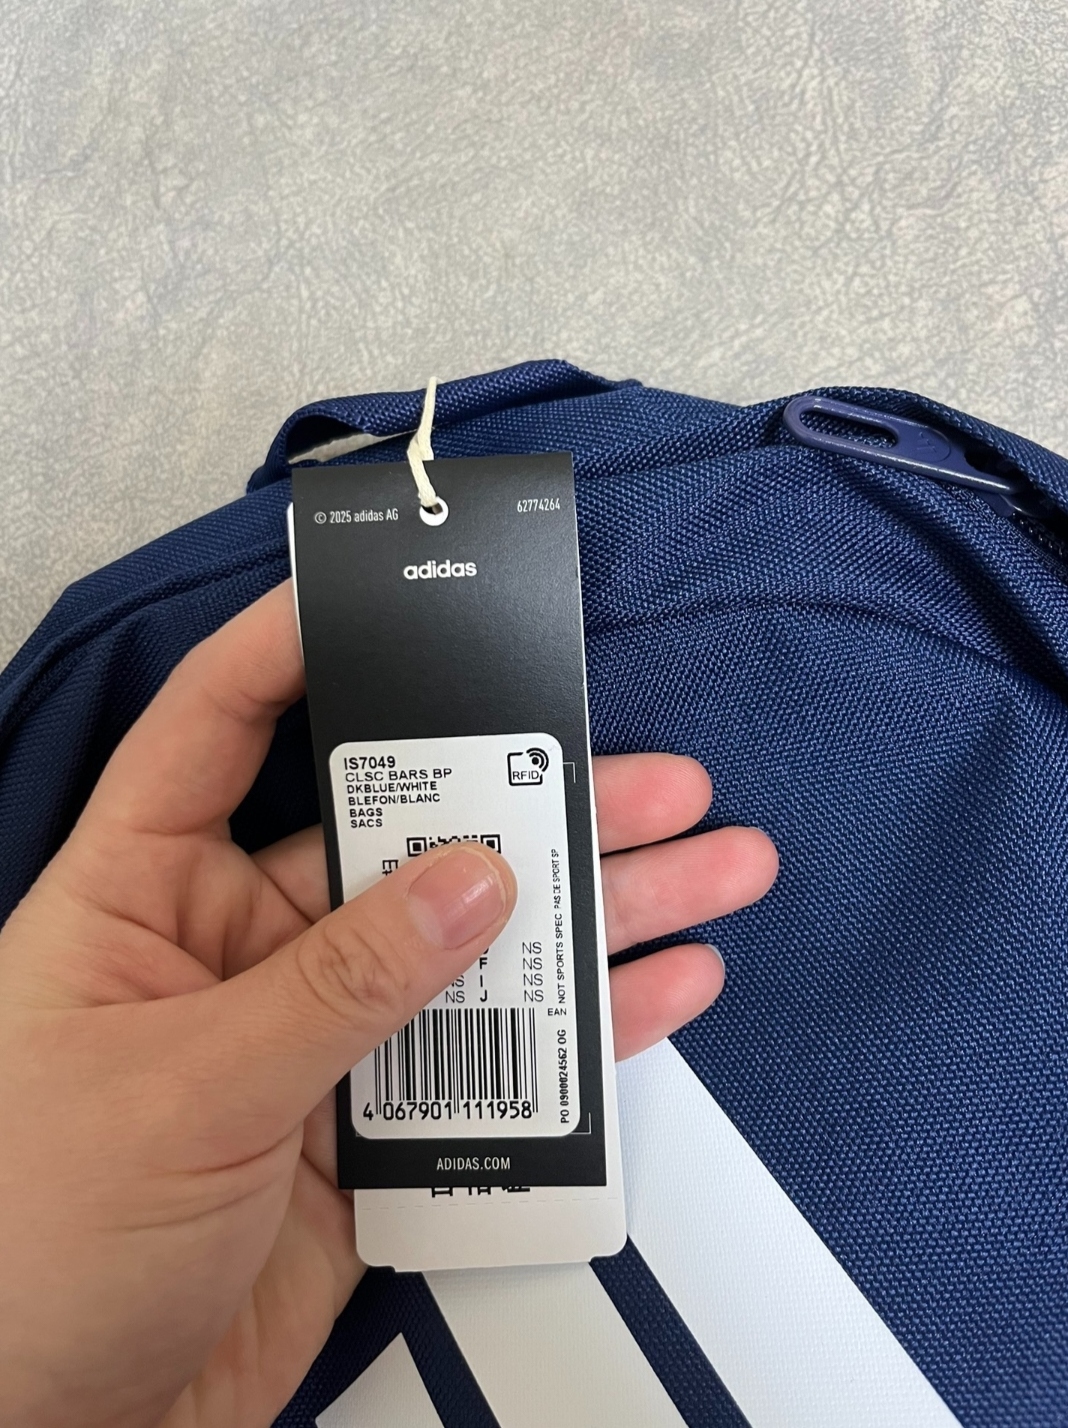 © 2025 adidas AG
62774264
adidas
IS7049
CLSC BARS BP
DKBLUE/WHITE
BLEFON/BLANC
BAGS
SACS
RFID
NS
F NS
NS I NS
NS J NS
NOT SPORTS SPEC PAS DE SPORT SP
EAN
PO 0900024562 OG
4 067901 111958
ADIDAS.COM